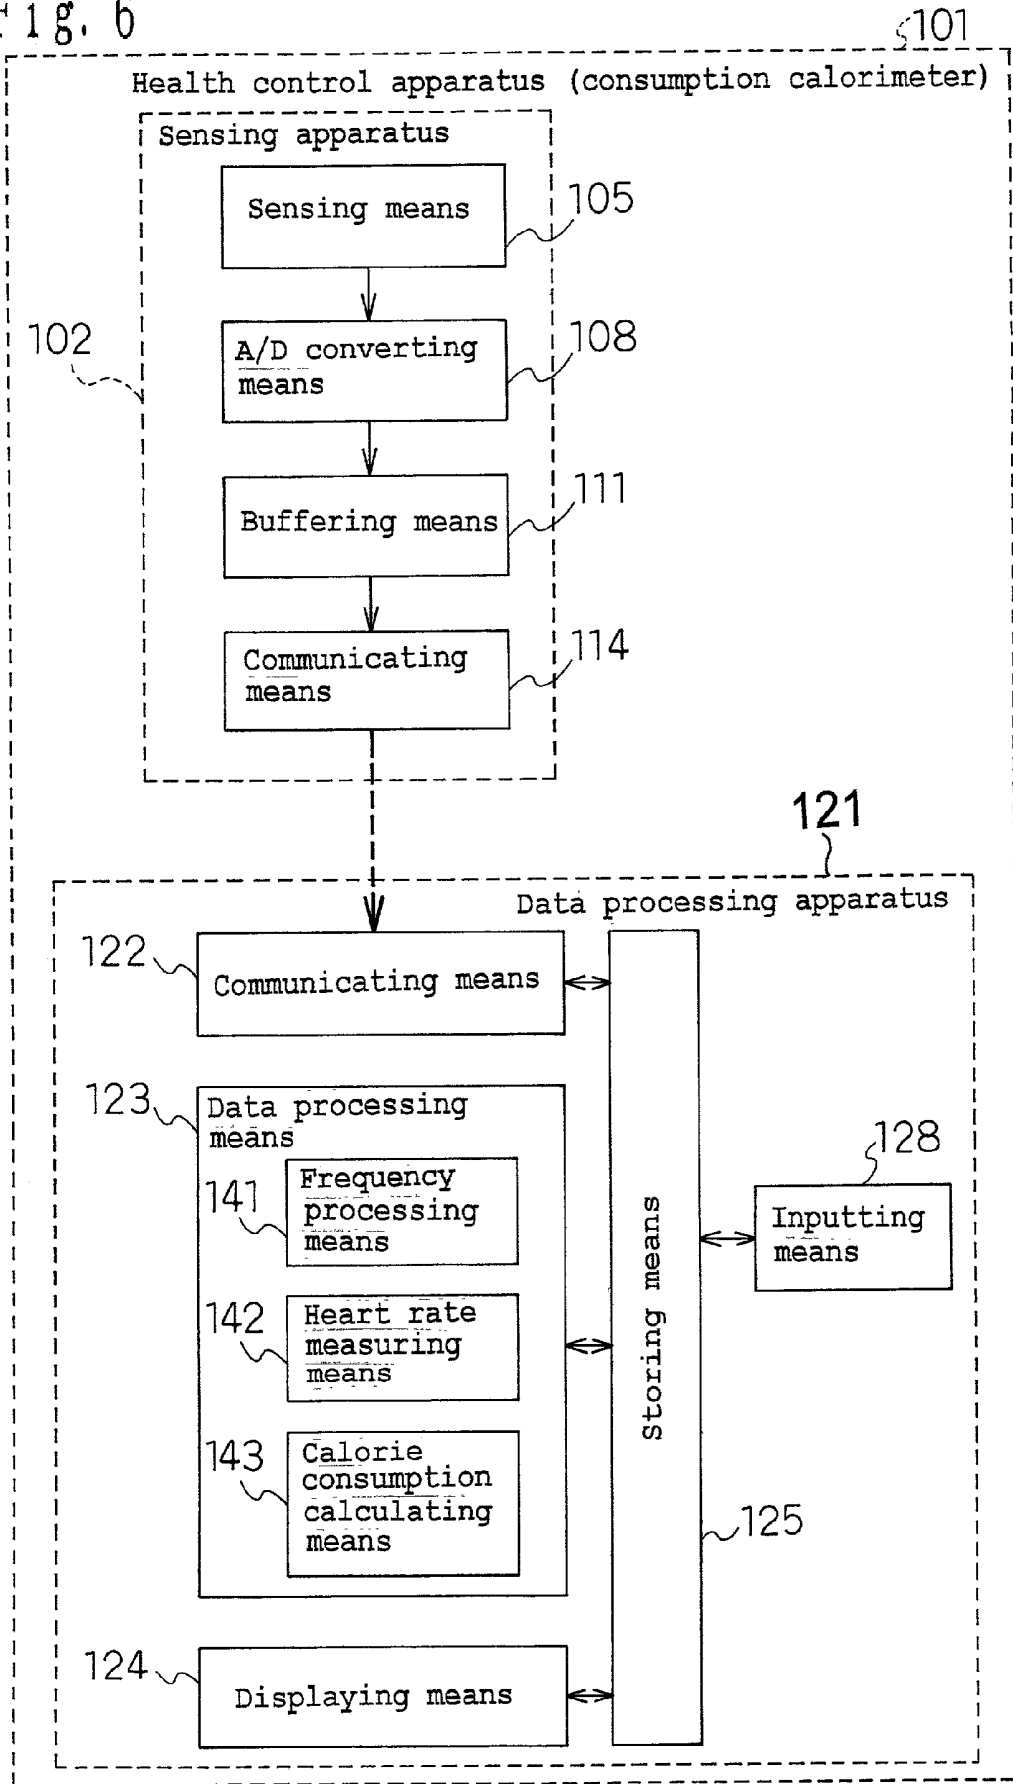 Fig. 6
101
Health control apparatus (consumption calorimeter)
Sensing apparatus
Sensing means
105
102
A/D converting
means
108
Buffering means
111
Communicating
means
114
121
Data processing apparatus
122
Communicating means
123
Data processing
means
141
Frequency
processing
means
128
Inputting
means
142
Heart rate
measuring
means
Storing means
143
Calorie
consumption
calculating
means
125
124
Displaying means